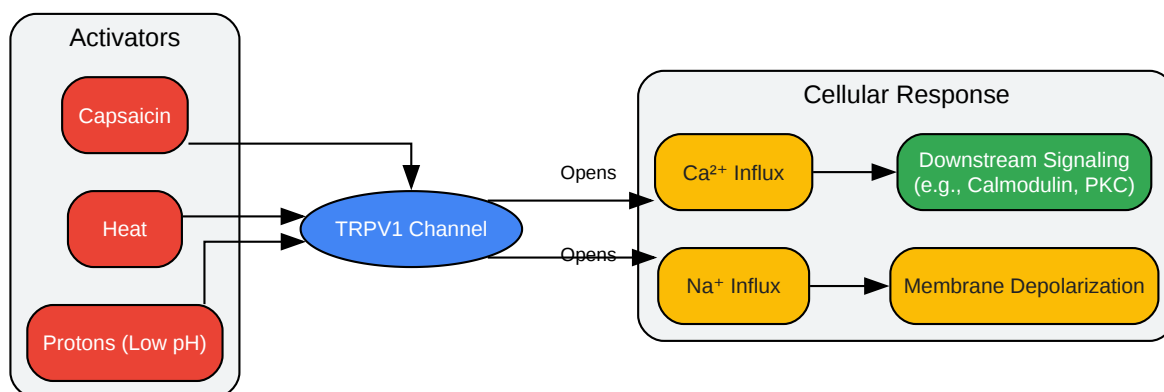 Activators
Capsaicin
Heat
Protons (Low pH)
TRPV1 Channel
Opens
Opens
Cellular Response
Ca²⁺ Influx
Downstream Signaling
(e.g., Calmodulin, PKC)
Na⁺ Influx
Membrane Depolarization